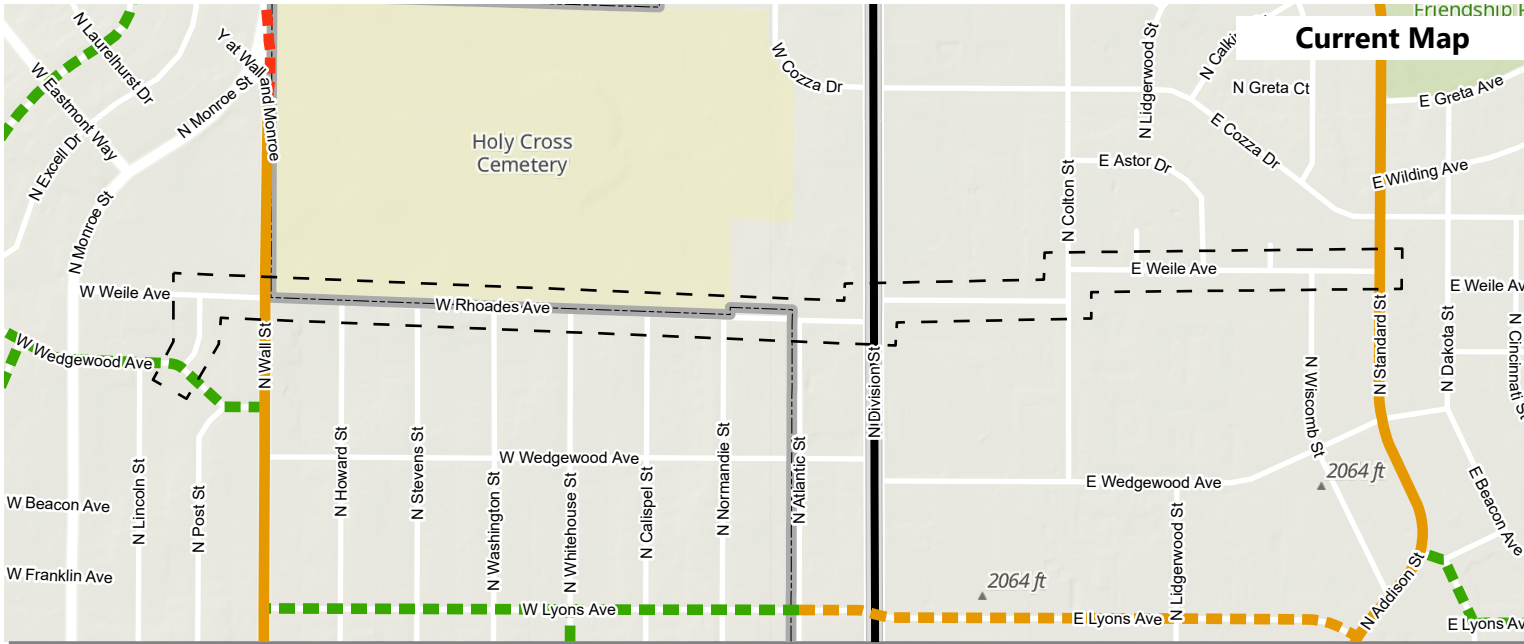 Friendship
Current Map
N Laurelhurst Dr
Y at Wall and Monroe
W Cozza Dr
N Lidgerwood St
N Greta Ct
E Greta Ave
W Eastmont Way
N Monroe St
N Excell Dr
Holy Cross
Cemetery
E Cozza Dr
E Astor Dr
E Wilding Ave
N Colton St
N Monroe St
W Weile Ave
E Weile Ave
E Weile Av
W Rhoades Ave
W Wedgewood Ave
N Wall St
N Division St
N Standard St
N Dakota St
N Cincinnati St
N Wiscomb St
N Howard St
N Stevens St
W Wedgewood Ave
N Washington St
N Whitehouse St
N Calispel St
N Normandie St
N Atlantic St
E Wedgewood Ave
2064 ft
W Beacon Ave
N Lincoln St
N Post St
N Lidgerwood St
E Beacon Ave
W Franklin Ave
2064 ft
W Lyons Ave
E Lyons Ave
N Addison St
E Lyons Av